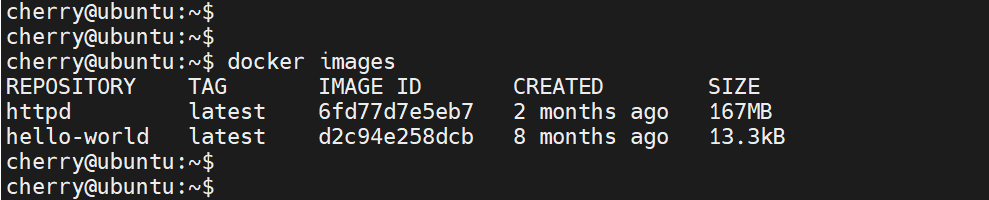 cherry@ubuntu:~$
cherry@ubuntu:~$
cherry@ubuntu:~$ docker images
REPOSITORY    TAG       IMAGE ID       CREATED        SIZE
httpd         latest    6fd77d7e5eb7   2 months ago   167MB
hello-world   latest    d2c94e258dcb   8 months ago   13.3kB
cherry@ubuntu:~$
cherry@ubuntu:~$